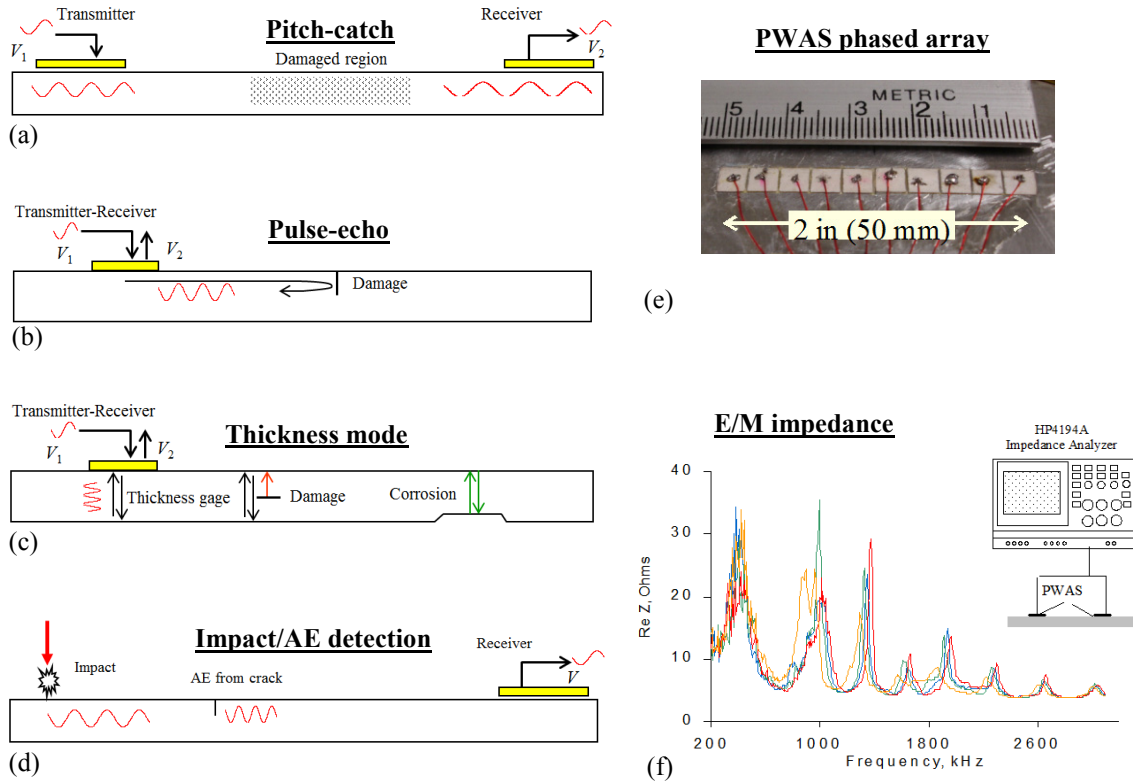 Transmitter
V1
Pitch-catch
Damaged region
Receiver
V2
(a)
Transmitter-Receiver
V1
V2
Pulse-echo
Damage
(b)
Transmitter-Receiver
V1
V2
Thickness mode
Thickness gage
Damage
Corrosion
(c)
Impact/AE detection
Impact
AE from crack
Receiver
V
(d)
PWAS phased array
METRIC
5 4 3 2 1
2 in (50 mm)
(e)
E/M impedance
HP4194A
Impedance Analyzer
PWAS
Re Z, Ohms
40
30
20
10
0
200 1000 1800 2600
Frequency, kHz
(f)